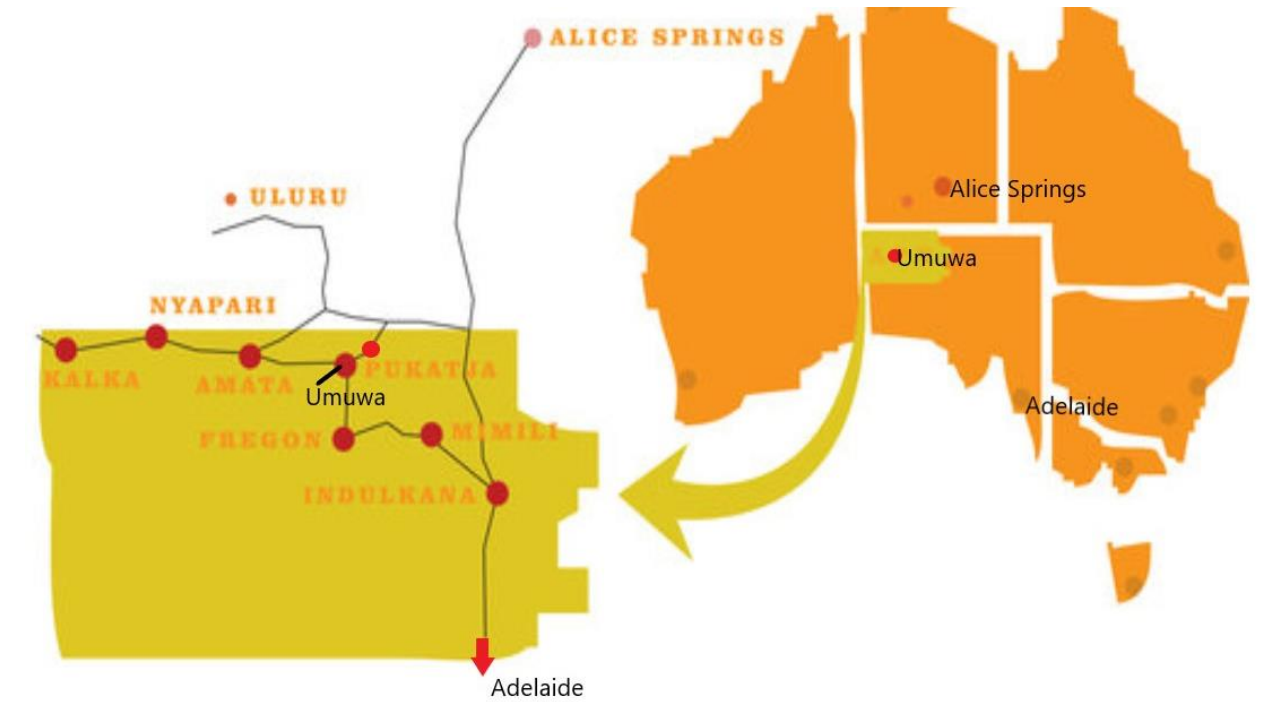 ALICE SPRINGS
ULURU
NYAPARI
KALKA
AMATA
PUKATJA
Umuwa
FREGON
MIMILI
INDULKANA
Adelaide
Alice Springs
Umuwa
Adelaide